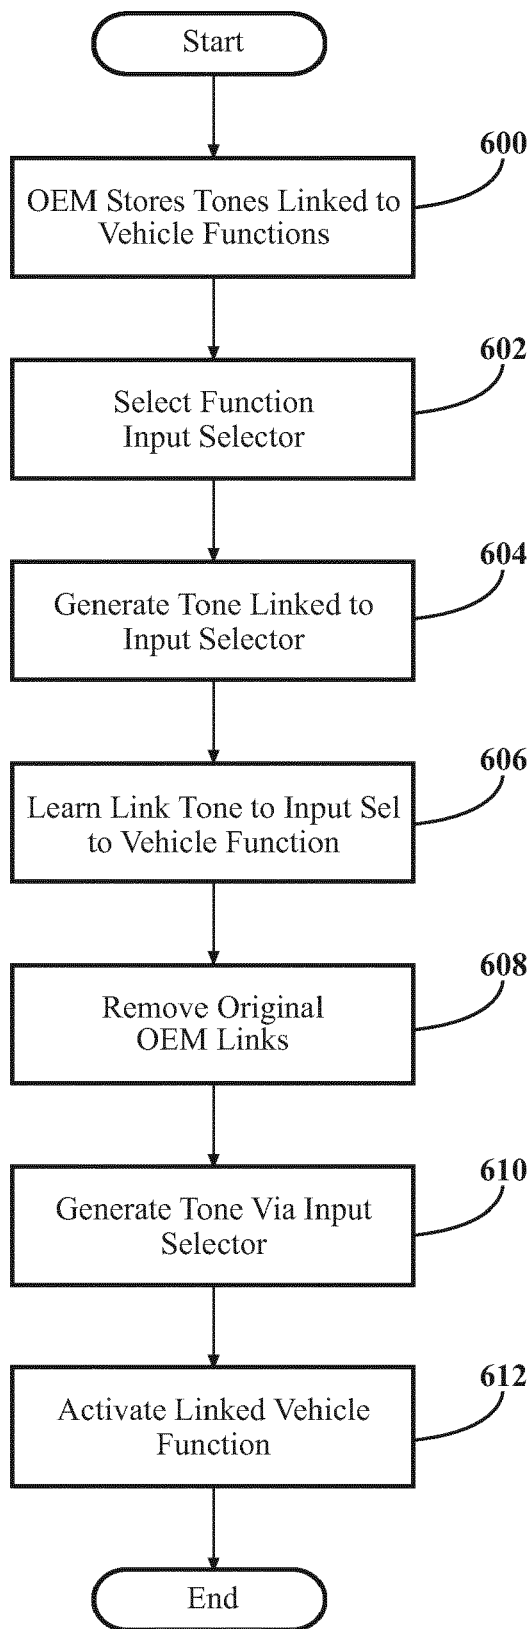 Start
600
OEM Stores Tones Linked to
Vehicle Functions
602
Select Function
Input Selector
604
Generate Tone Linked to
Input Selector
606
Learn Link Tone to Input Sel
to Vehicle Function
608
Remove Original
OEM Links
610
Generate Tone Via Input
Selector
612
Activate Linked Vehicle
Function
End